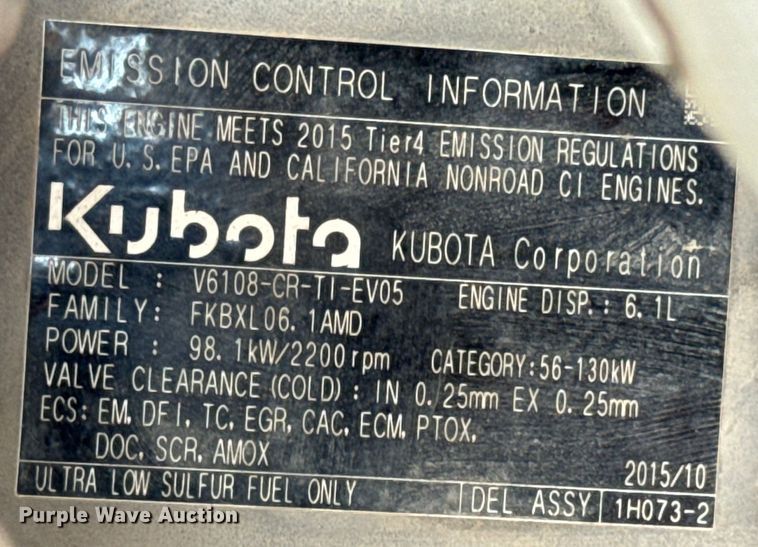 EMISSION CONTROL INFORMATION
THIS ENGINE MEETS 2015 Tier4 EMISSION REGULATIONS
FOR U.S. EPA AND CALIFORNIA NONROAD CI ENGINES.
Kubota KUBOTA Corporation
MODEL : V6108-CR-TI-EV05 ENGINE DISP.: 6.1L
FAMILY: FKBXL06.1AMD
POWER : 98.1kW/2200rpm CATEGORY:56-130kW
VALVE CLEARANCE (COLD) : IN 0.25mm EX 0.25mm
ECS: EM, DFI, TC, EGR, CAC, ECM, PTOX,
DOC, SCR, AMOX
2015/10
ULTRA LOW SULFUR FUEL ONLY DEL ASSY 1H073-2
Purple Wave Auction